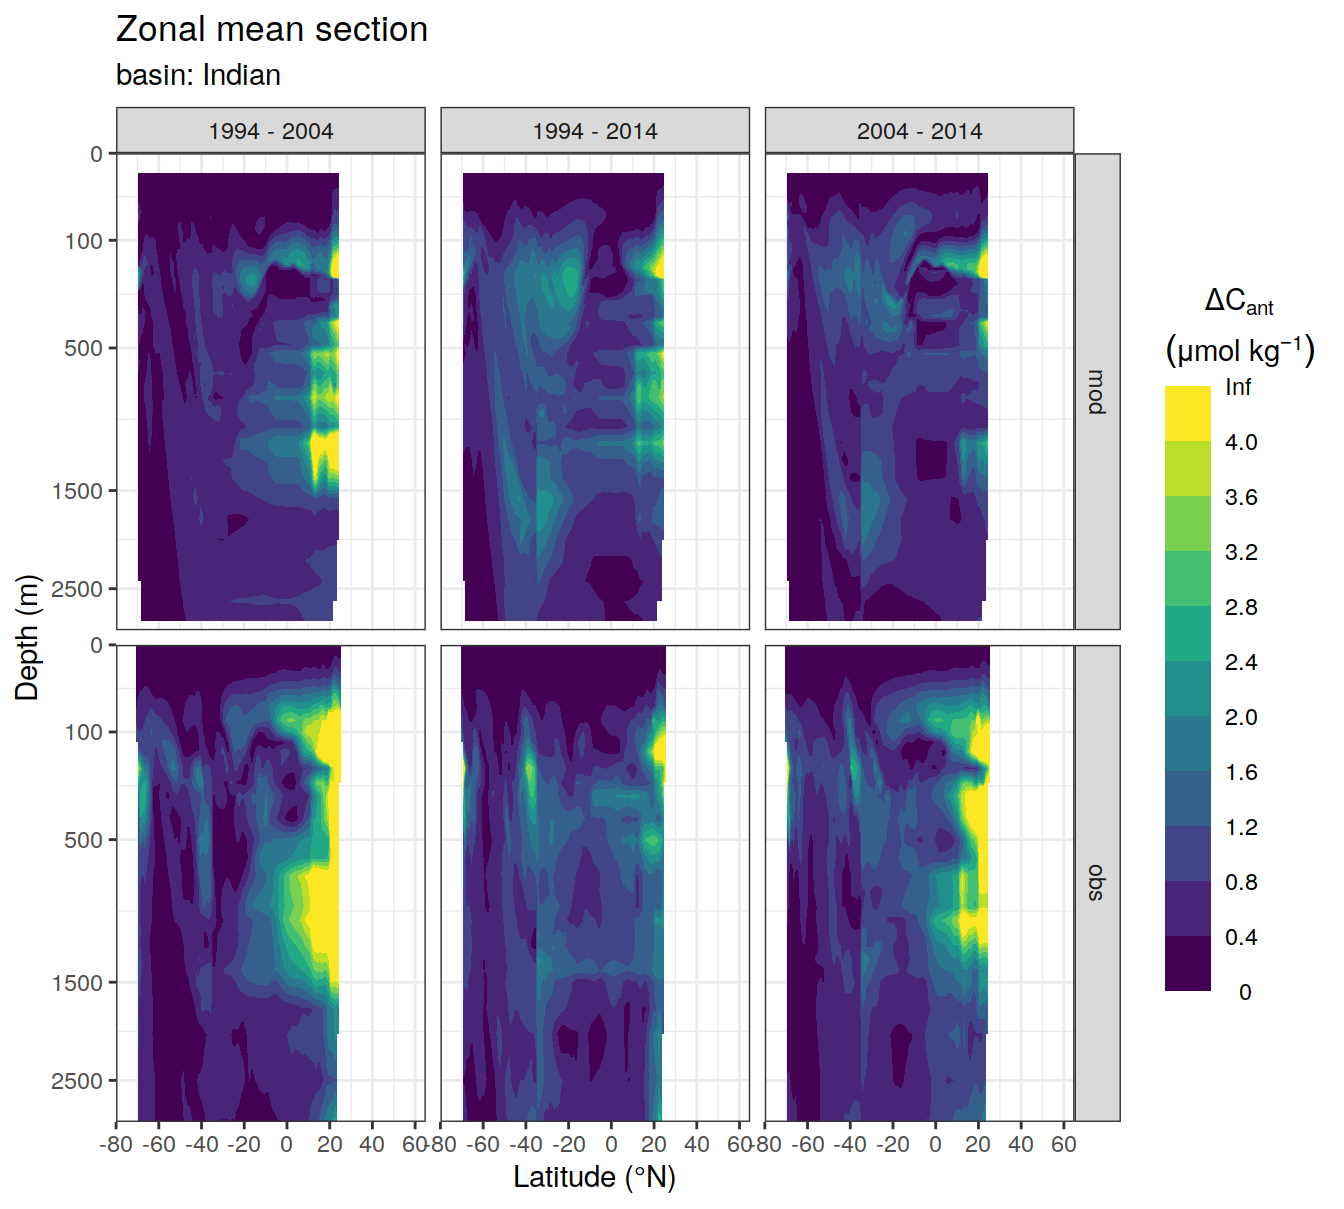 Zonal mean section
basin: Indian
1994 - 2004
1994 - 2014
2004 - 2014
0
100
500
1500
2500
mod
0
100
500
1500
2500
obs
Depth (m)
-80 -60 -40 -20 0 20 40 60
-80 -60 -40 -20 0 20 40 60
-80 -60 -40 -20 0 20 40 60
Latitude (°N)
ΔCant
(μmol kg−1)
Inf
4.0
3.6
3.2
2.8
2.4
2.0
1.6
1.2
0.8
0.4
0